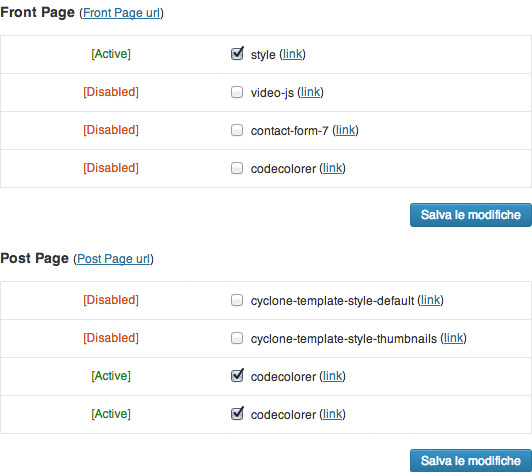 Front Page (Front Page url)
[Active] style (link)
[Disabled] video-js (link)
[Disabled] contact-form-7 (link)
[Disabled] codecolorer (link)
Salva le modifiche
Post Page (Post Page url)
[Disabled] cyclone-template-style-default (link)
[Disabled] cyclone-template-style-thumbnails (link)
[Active] codecolorer (link)
[Active] codecolorer (link)
Salva le modifiche